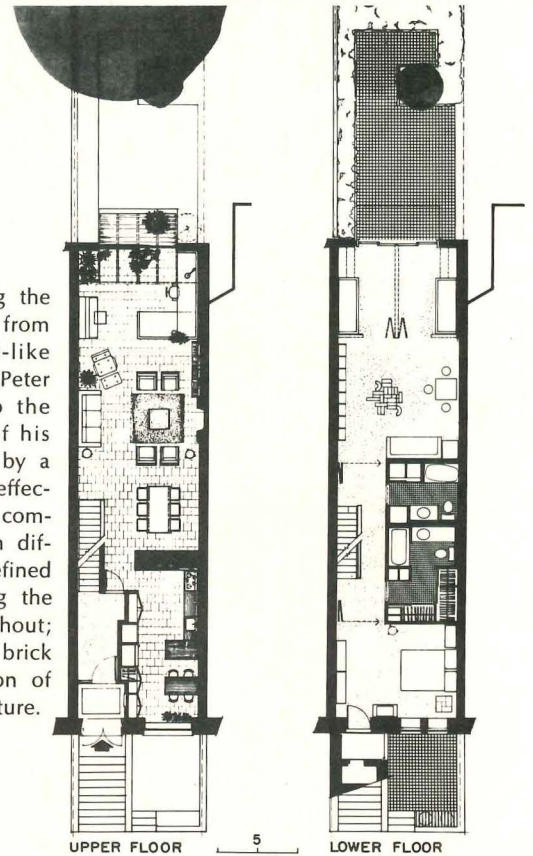 g the
from
-like
Peter
o the
f his
by a
effec-
com-
n dif-
efined
g the
hout;
brick
on of
ture.
UPPER FLOOR
5
LOWER FLOOR